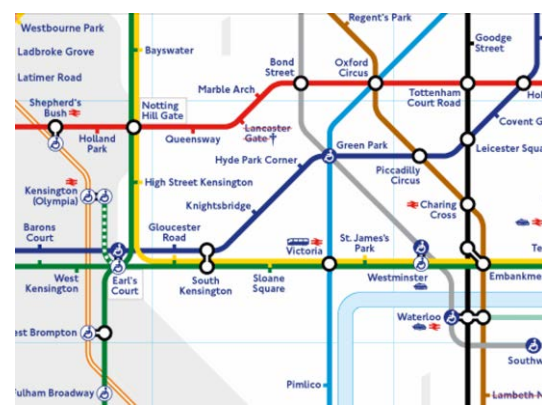 Westbourne Park
Ladbroke Grove
Latimer Road
Bayswater
Regent's Park
Goodge
Street
Bond
Street
Oxford
Circus
Marble Arch
Tottenham
Court Road
Hol
Shepherd's
Bush
Notting
Hill Gate
Holland
Park
Queensway
Lancaster
Gate†
Green Park
Covent G
Leicester Squa
Hyde Park Corner
Piccadilly
Circus
Kensington
(Olympia)
High Street Kensington
Knightsbridge
Charing
Cross
Barons
Court
Gloucester
Road
Victoria
St. James's
Park
Te
West
Kensington
Earl's
Court
South
Kensington
Sloane
Square
Westminster
Embankme
est Brompton
Waterloo
Southw
Pimlico
ulham Broadway
Lambeth N